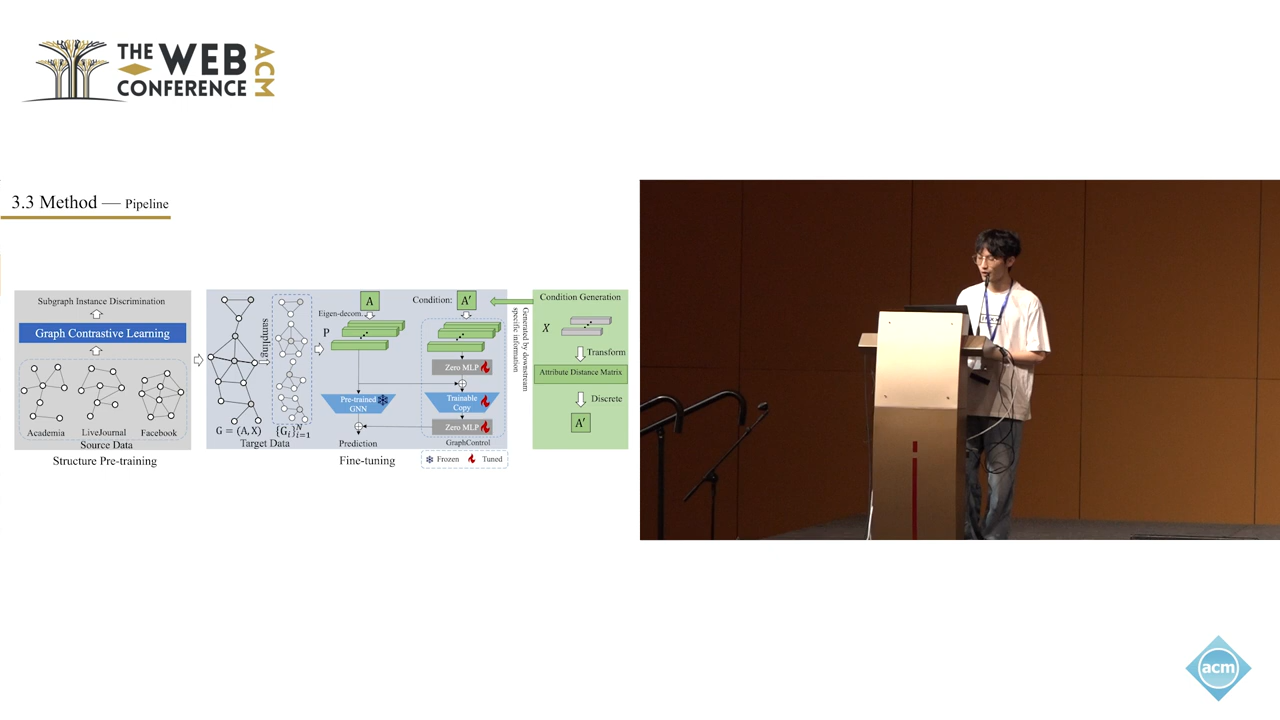 THE WEB
CONFERENCE
ACM
3.3 Method — Pipeline
Subgraph Instance Discrimination
Graph Contrastive Learning
Academia LiveJournal Facebook
Source Data
Structure Pre-training
sampling
G = (A, X) {Gᵢ}ᵢ₌₁ᴺ
Target Data
A
Eigen-decom.
P
Pre-trained
GNN
Prediction
Fine-tuning
Condition: A′
Zero MLP
Trainable
Copy
Zero MLP
GraphControl
Frozen Tuned
Generated by downstream
specific information
Condition Generation
X
Transform
Attribute Distance Matrix
Discrete
A′
acm